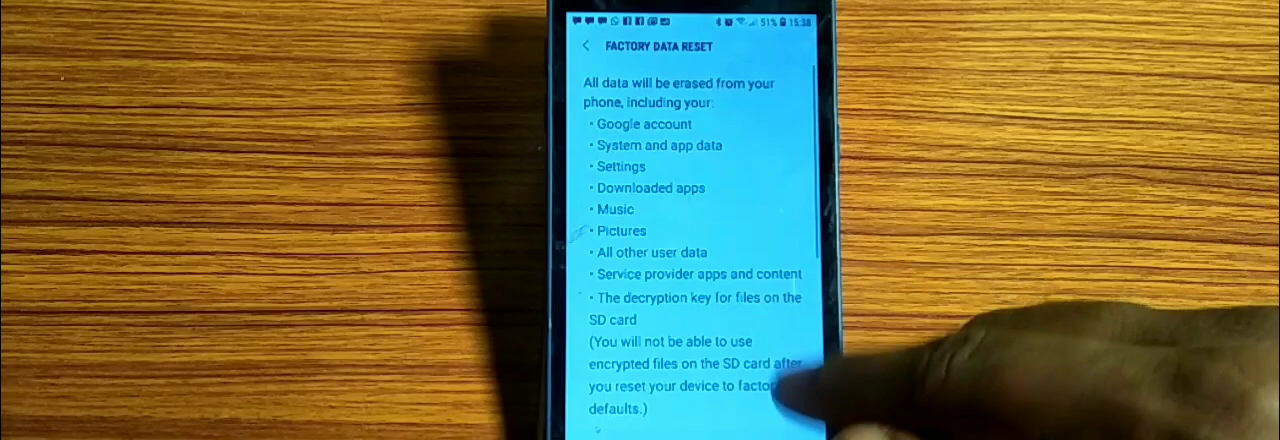 51% 15:38
FACTORY DATA RESET
All data will be erased from your
phone, including your:
• Google account
• System and app data
• Settings
• Downloaded apps
• Music
• Pictures
• All other user data
• Service provider apps and content
• The decryption key for files on the
SD card
(You will not be able to use
encrypted files on the SD card after
you reset your device to
defaults.)